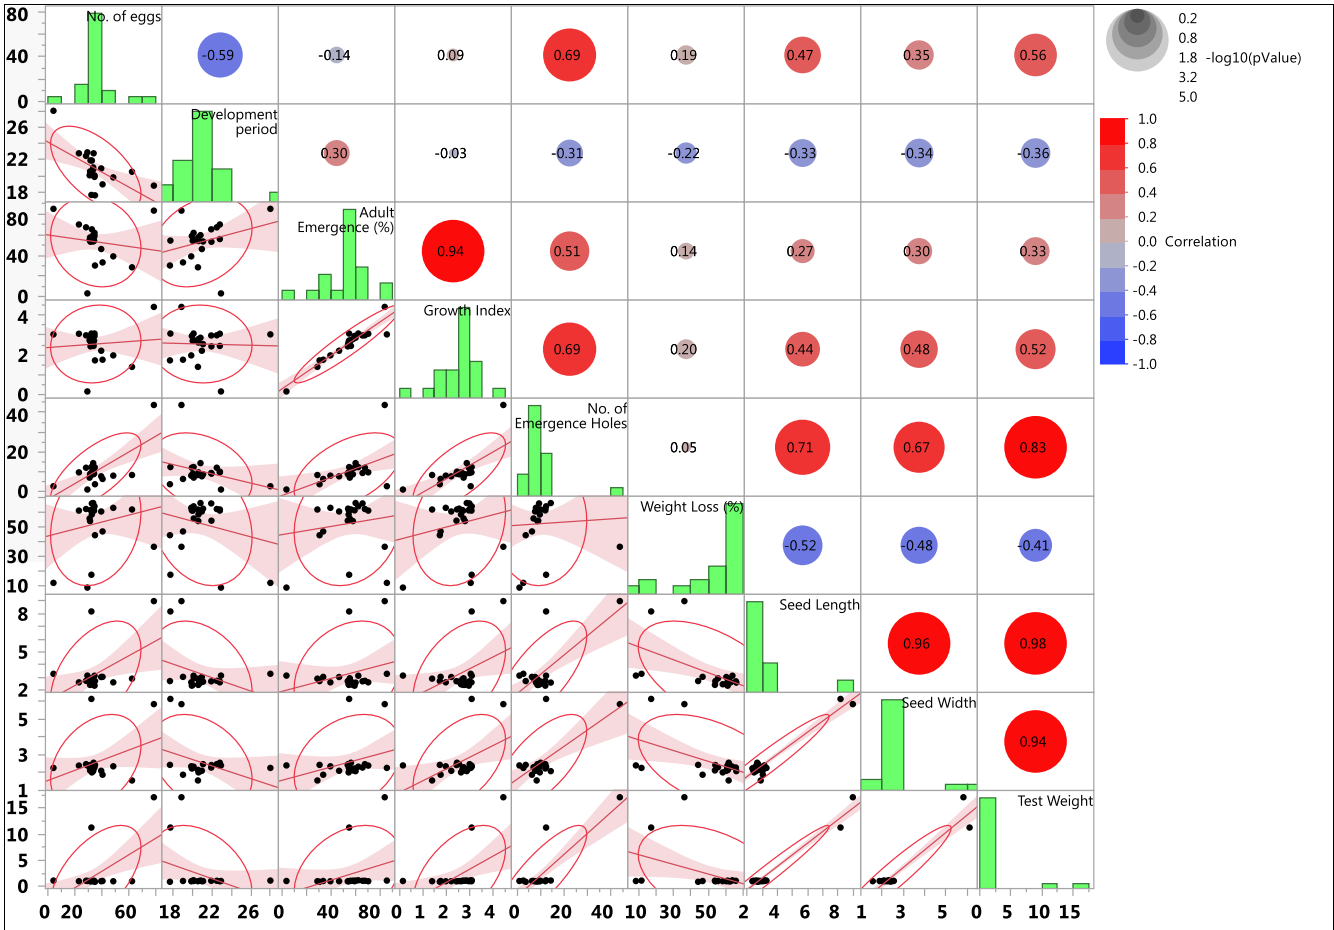 80 No. of eggs 0.2
40 -0.59 -0.14 0.09 0.69 0.19 0.47 0.35 0.56 0.8
1.8 -log10(pValue)
3.2
0 5.0
Development
period
26 1.0
22 0.30 -0.03 -0.31 -0.22 -0.33 -0.34 -0.36 0.8
18 0.6
0.4
80 Adult
Emergence (%) 0.2
40 0.94 0.51 0.14 0.27 0.30 0.33 0.0 Correlation
-0.2
0 -0.4
4 Growth Index -0.6
2 0.69 0.20 0.44 0.48 0.52 -0.8
-1.0
0
40 No. of
Emergence Holes
20 0.05 0.71 0.67 0.83
0
Weight Loss (%)
50
30 -0.52 -0.48 -0.41
10
8 Seed Length
5 0.96 0.98
2
Seed Width
5
3 0.94
1
15 Test Weight
10
5
0
0 20 60 18 22 26 0 40 80 0 1 2 3 4 0 20 40 10 30 50 2 4 6 8 1 3 5 0 5 10 15